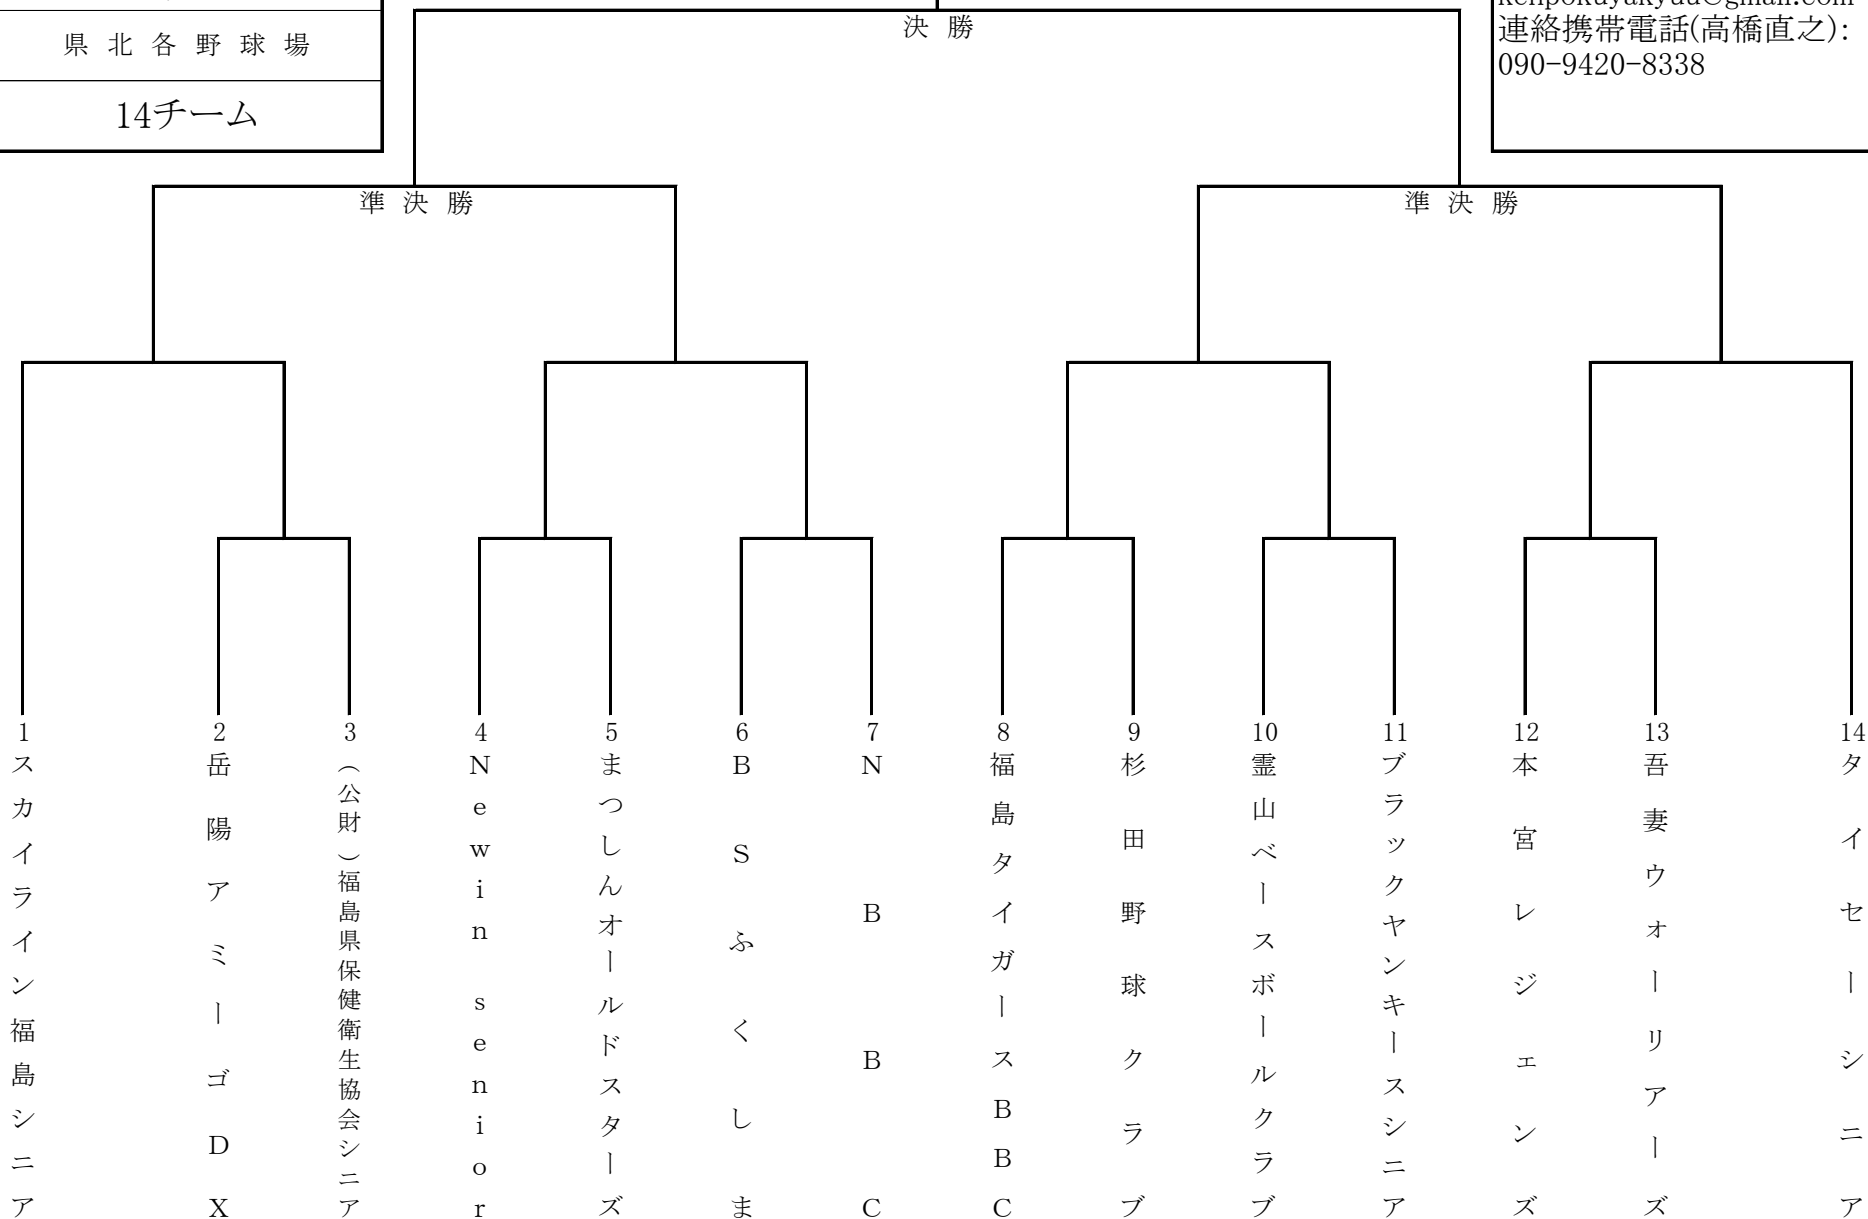 決勝
県北各野球場
14チーム
連絡携帯電話(高橋直之):
090-9420-8338
準決勝
準決勝
1
スカイライン福島シニア
2
岳陽アミーゴDX
3
(公財)福島県保健衛生協会シニア
4
Newin senior
5
まつしんオールドスターズ
6
BSふくしま
7
NBBC
8
福島タイガースBBC
9
杉田野球クラブ
10
霊山ベースボールクラブ
11
ブラックヤンキースシニア
12
本宮レジェンズ
13
吾妻ウォーリアーズ
14
タイセーシニア